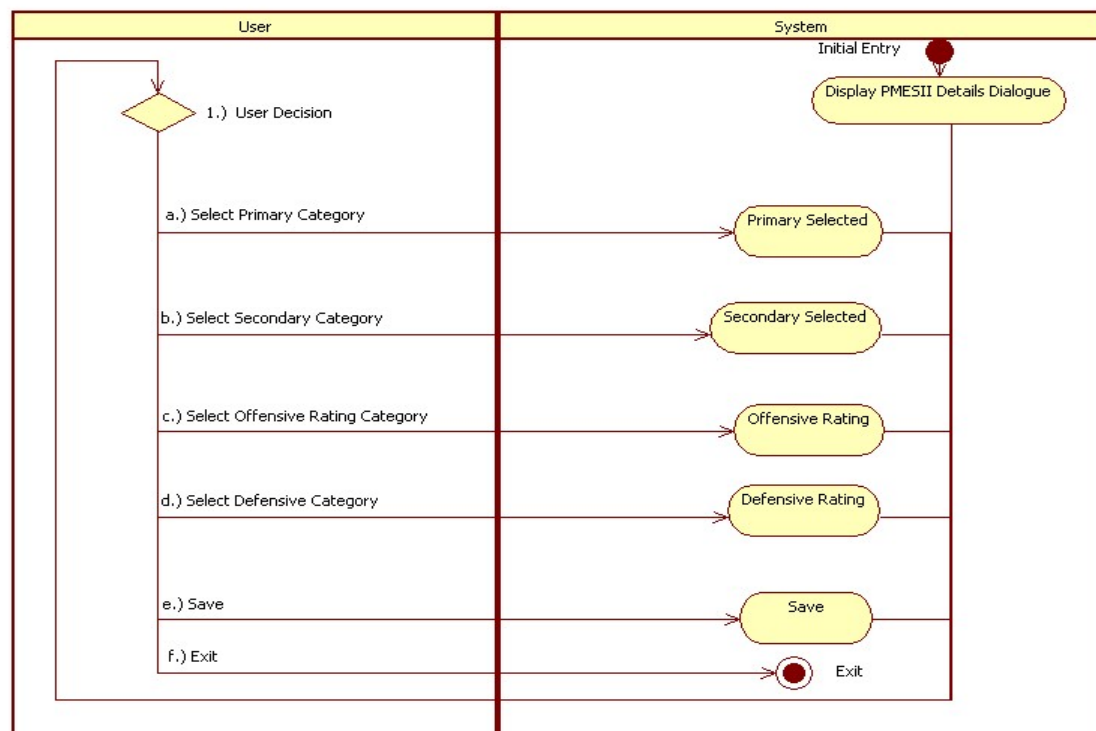 User
System
Initial Entry
Display PMESII Details Dialogue
1.) User Decision
a.) Select Primary Category
Primary Selected
b.) Select Secondary Category
Secondary Selected
c.) Select Offensive Rating Category
Offensive Rating
d.) Select Defensive Category
Defensive Rating
e.) Save
Save
f.) Exit
Exit